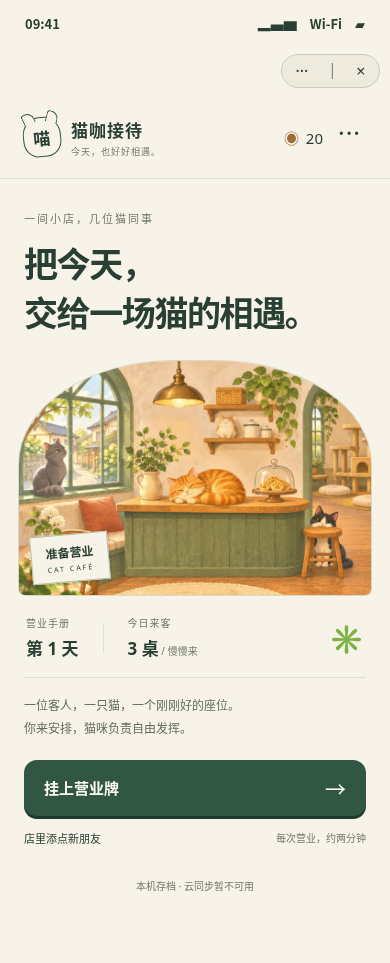 09:41
Wi-Fi
喵
猫咖接待
今天，也好好相遇。
20
一间小店，几位猫同事
把今天，
交给一场猫的相遇。
准备营业
CAT CAFÉ
营业手册
今日来客
第 1 天
3 桌 / 慢慢来
一位客人，一只猫，一个刚刚好的座位。
你来安排，猫咪负责自由发挥。
挂上营业牌 →
店里添点新朋友
每次营业，约两分钟
本机存档 · 云同步暂不可用